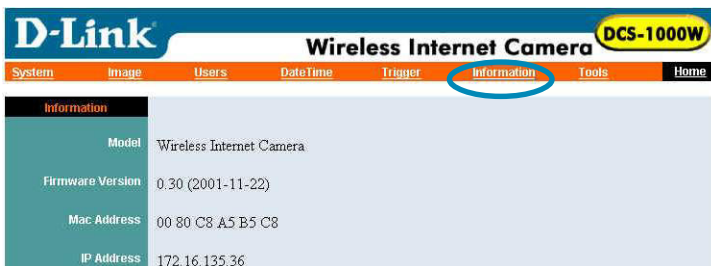 D-Link
Wireless Internet Camera DCS-1000W
System Image Users DateTime Trigger Information Tools Home
Information
Model Wireless Internet Camera
Firmware Version 0.30 (2001-11-22)
Mac Address 00 80 C8 A5 B5 C8
IP Address 172.16.135.36